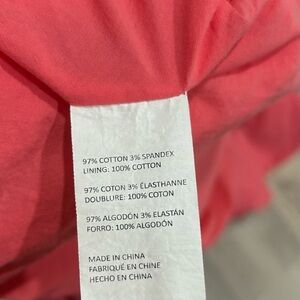 97% COTTON 3% SPANDEX
LINING: 100% COTTON
97% COTON 3% ÉLASTHANNE
DOUBLURE: 100% COTON
97% ALGODÓN 3% ELASTÁN
FORRO: 100% ALGODÓN
MADE IN CHINA
FABRIQUÉ EN CHINE
HECHO EN CHINA